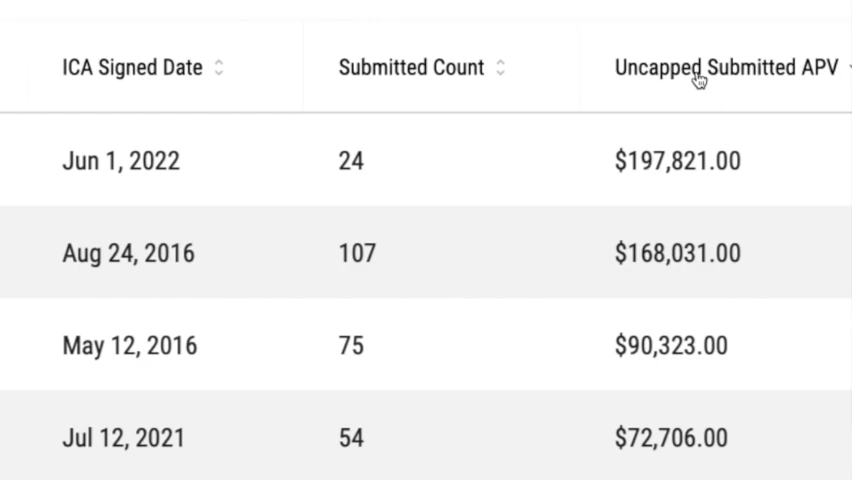 ICA Signed Date Submitted Count Uncapped Submitted APV
Jun 1, 2022 24 $197,821.00
Aug 24, 2016 107 $168,031.00
May 12, 2016 75 $90,323.00
Jul 12, 2021 54 $72,706.00